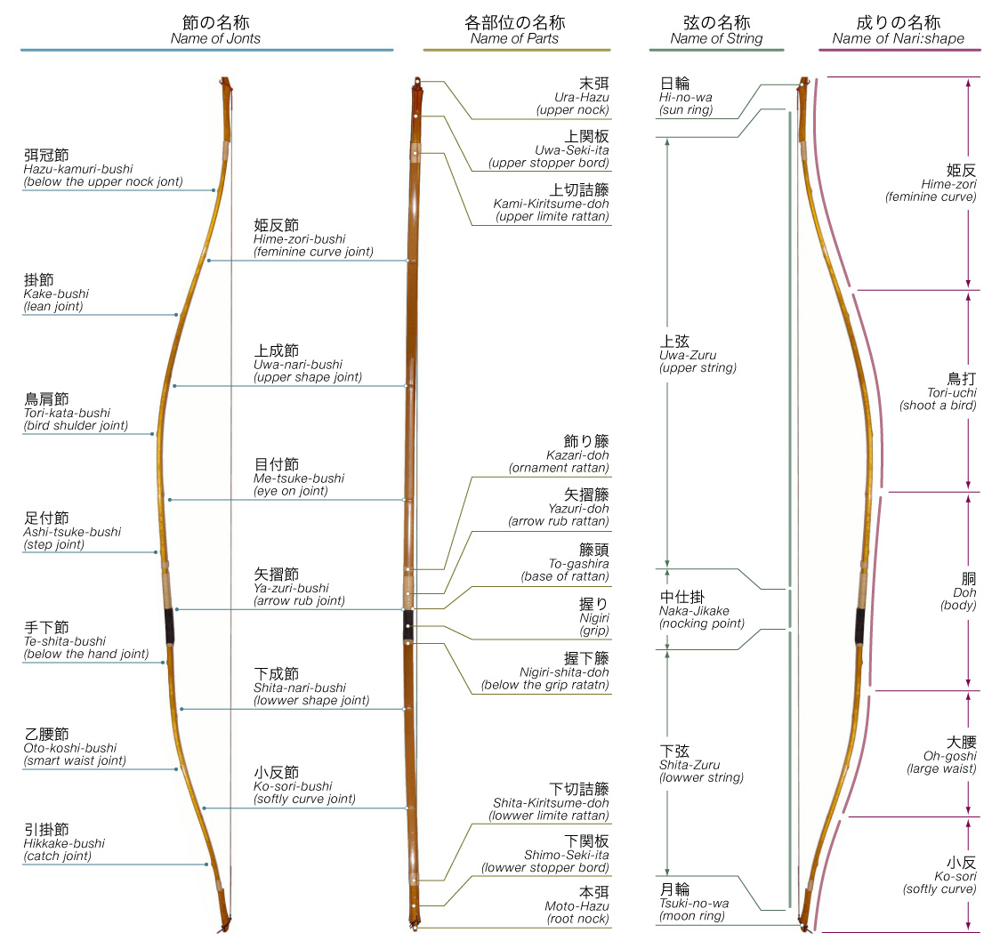 節の名称
Name of Jonts
弭冠節
Hazu-kamuri-bushi
(below the upper nock jont)
姫反節
Hime-zori-bushi
(feminine curve joint)
掛節
Kake-bushi
(lean joint)
上成節
Uwa-nari-bushi
(upper shape joint)
鳥肩節
Tori-kata-bushi
(bird shulder joint)
目付節
Me-tsuke-bushi
(eye on joint)
足付節
Ashi-tsuke-bushi
(step joint)
矢摺節
Ya-zuri-bushi
(arrow rub joint)
手下節
Te-shita-bushi
(below the hand joint)
下成節
Shita-nari-bushi
(lowwer shape joint)
乙腰節
Oto-koshi-bushi
(smart waist joint)
小反節
Ko-sori-bushi
(softly curve joint)
引掛節
Hikkake-bushi
(catch joint)
各部位の名称
Name of Parts
末弭
Ura-Hazu
(upper nock)
上関板
Uwa-Seki-ita
(upper stopper bord)
上切詰籐
Kami-Kiritsume-doh
(upper limite rattan)
飾り籐
Kazari-doh
(ornament rattan)
矢摺籐
Yazuri-doh
(arrow rub rattan)
籐頭
To-gashira
(base of rattan)
握り
Nigiri
(grip)
握下籐
Nigiri-shita-doh
(below the grip ratatn)
下切詰籐
Shita-Kiritsume-doh
(lowwer limite rattan)
下関板
Shimo-Seki-ita
(lowwer stopper bord)
本弭
Moto-Hazu
(root nock)
弦の名称
Name of String
日輪
Hi-no-wa
(sun ring)
上弦
Uwa-Zuru
(upper string)
中仕掛
Naka-Jikake
(nocking point)
下弦
Shita-Zuru
(lowwer string)
月輪
Tsuki-no-wa
(moon ring)
成りの名称
Name of Nari:shape
姫反
Hime-zori
(feminine curve)
鳥打
Tori-uchi
(shoot a bird)
胴
Doh
(body)
大腰
Oh-goshi
(large waist)
小反
Ko-sori
(softly curve)